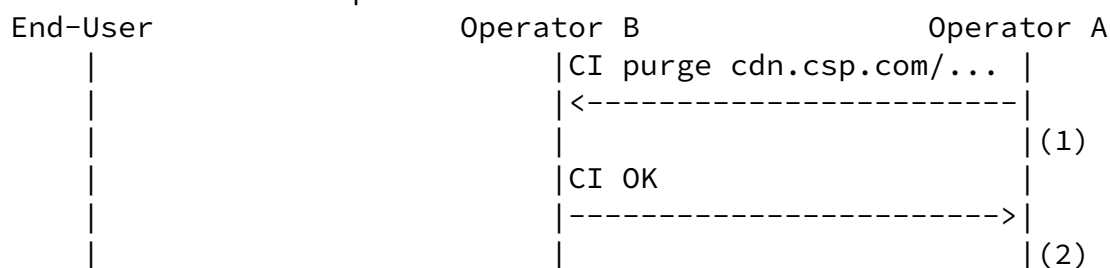 End-User                Operator B                Operator A
    |                         |CI purge cdn.csp.com/... |
    |                         |<------------------------|
    |                         |                         |(1)
    |                         |CI OK                    |
    |                         |------------------------>|
    |                         |                         |(2)